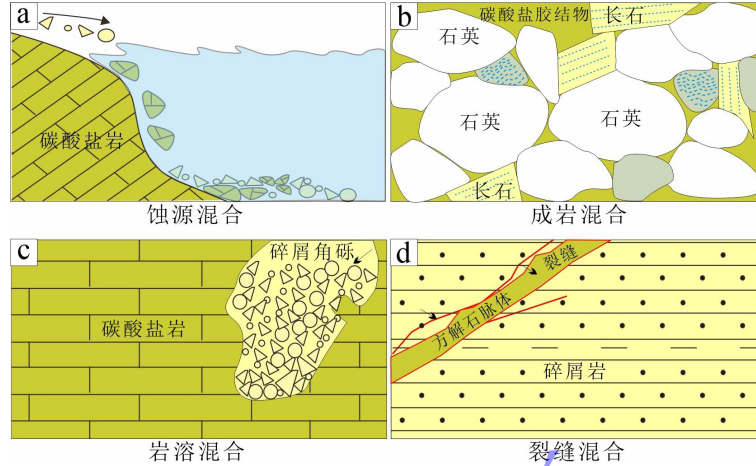 a
碳酸盐岩
蚀源混合
b
碳酸盐胶结物
长石
石英
石英
石英
长石
成岩混合
c
碎屑角砾
碳酸盐岩
岩溶混合
d
裂缝
方解石脉体
碎屑岩
裂缝混合